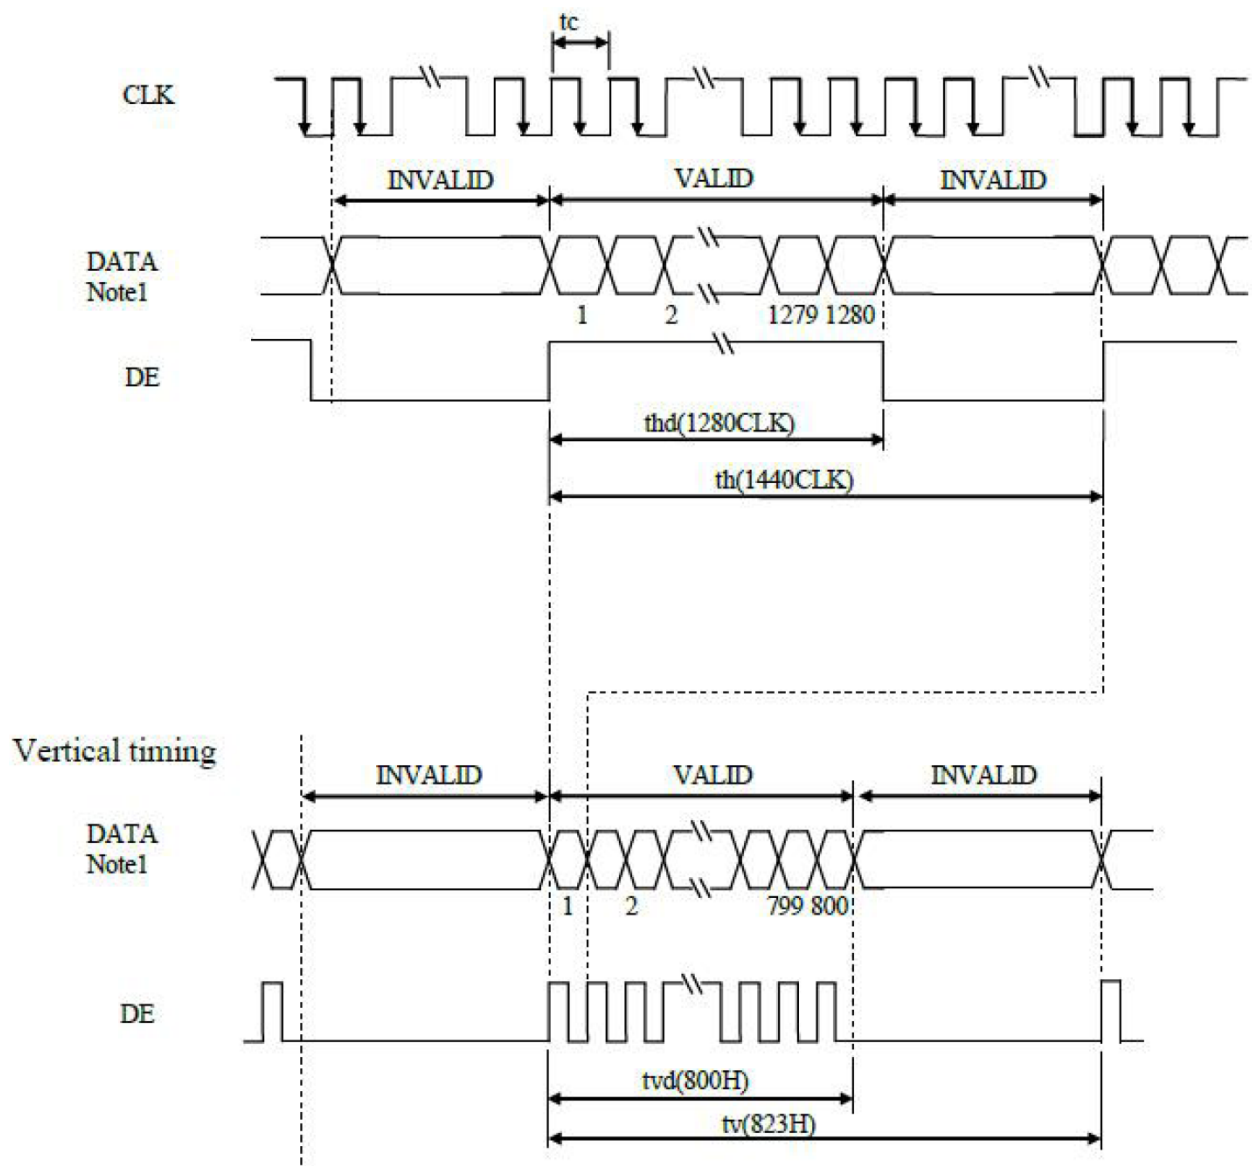 tc
CLK
INVALID VALID INVALID
DATA
Note1
1 2 1279 1280
DE
thd(1280CLK)
th(1440CLK)
Vertical timing
INVALID VALID INVALID
DATA
Note1
1 2 799 800
DE
tvd(800H)
tv(823H)